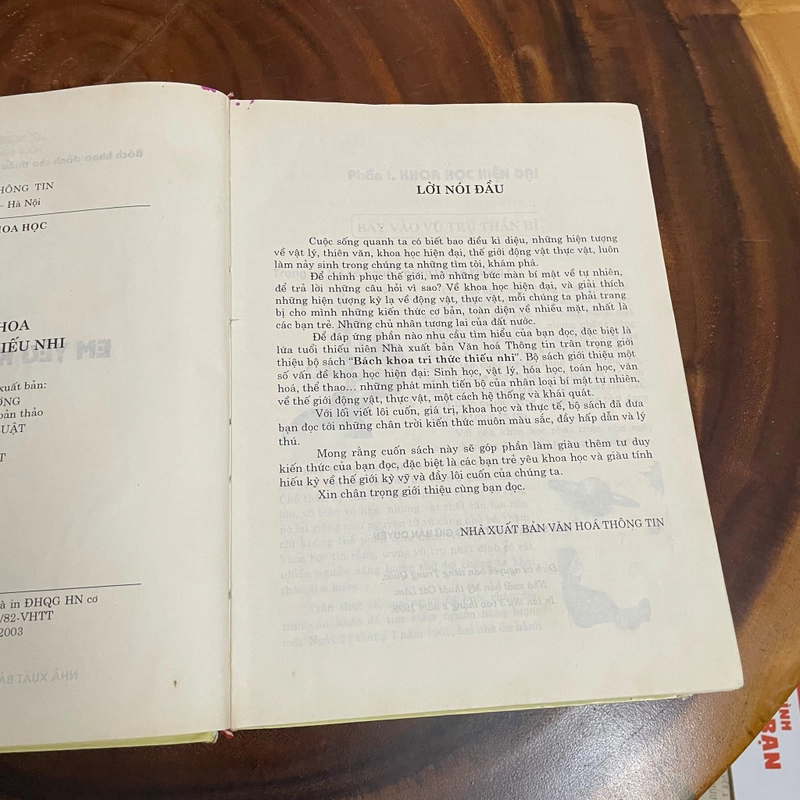 HÔNG TIN
– Hà Nội
HOA HỌC
HOA
HIẾU NHI
xuất bản:
ƠNG
bản thảo
UẬT
T
à in ĐHQG HN cơ
/82-VHTT
2003
LỜI NÓI ĐẦU
Cuộc sống quanh ta có biết bao điều kì diệu, những hiện tượng
về vật lý, thiên văn, khoa học hiện đại, thế giới động vật thực vật, luôn
làm nảy sinh trong chúng ta những tìm tòi, khám phá.
Để chinh phục thế giới, mở những bức màn bí mật về tự nhiên,
để trả lời những câu hỏi vì sao? Về khoa học hiện đại, và giải thích
những hiện tượng kỳ lạ về động vật, thực vật, mỗi chúng ta phải trang
bị cho mình những kiến thức cơ bản, toàn diện về nhiều mặt, nhất là
các bạn trẻ. Những chủ nhân tương lai của đất nước.
Để đáp ứng phần nào nhu cầu tìm hiểu của bạn đọc, đặc biệt là
lứa tuổi thiếu niên Nhà xuất bản Văn hoá Thông tin trân trọng giới
thiệu bộ sách "Bách khoa tri thức thiếu nhi". Bộ sách giới thiệu một
số vấn đề khoa học hiện đại: Sinh học, vật lý, hóa học, toán học, văn
hoá, thể thao... những phát minh tiến bộ của nhân loại bí mật tự nhiên,
về thế giới động vật, thực vật, một cách hệ thống và khái quát.
Với lối viết lôi cuốn, giá trị, khoa học và thực tế, bộ sách đã đưa
bạn đọc tới những chân trời kiến thức muôn màu sắc, đầy hấp dẫn và lý
thú.
Mong rằng cuốn sách này sẽ góp phần làm giàu thêm tư duy
kiến thức của bạn đọc, đặc biệt là các bạn trẻ yêu khoa học và giàu tính
hiếu kỳ về thế giới kỳ vỹ và đầy lôi cuốn của chúng ta.
Xin chân trọng giới thiệu cùng bạn đọc.
NHÀ XUẤT BẢN VĂN HOÁ THÔNG TIN
ÌNH
BẠN